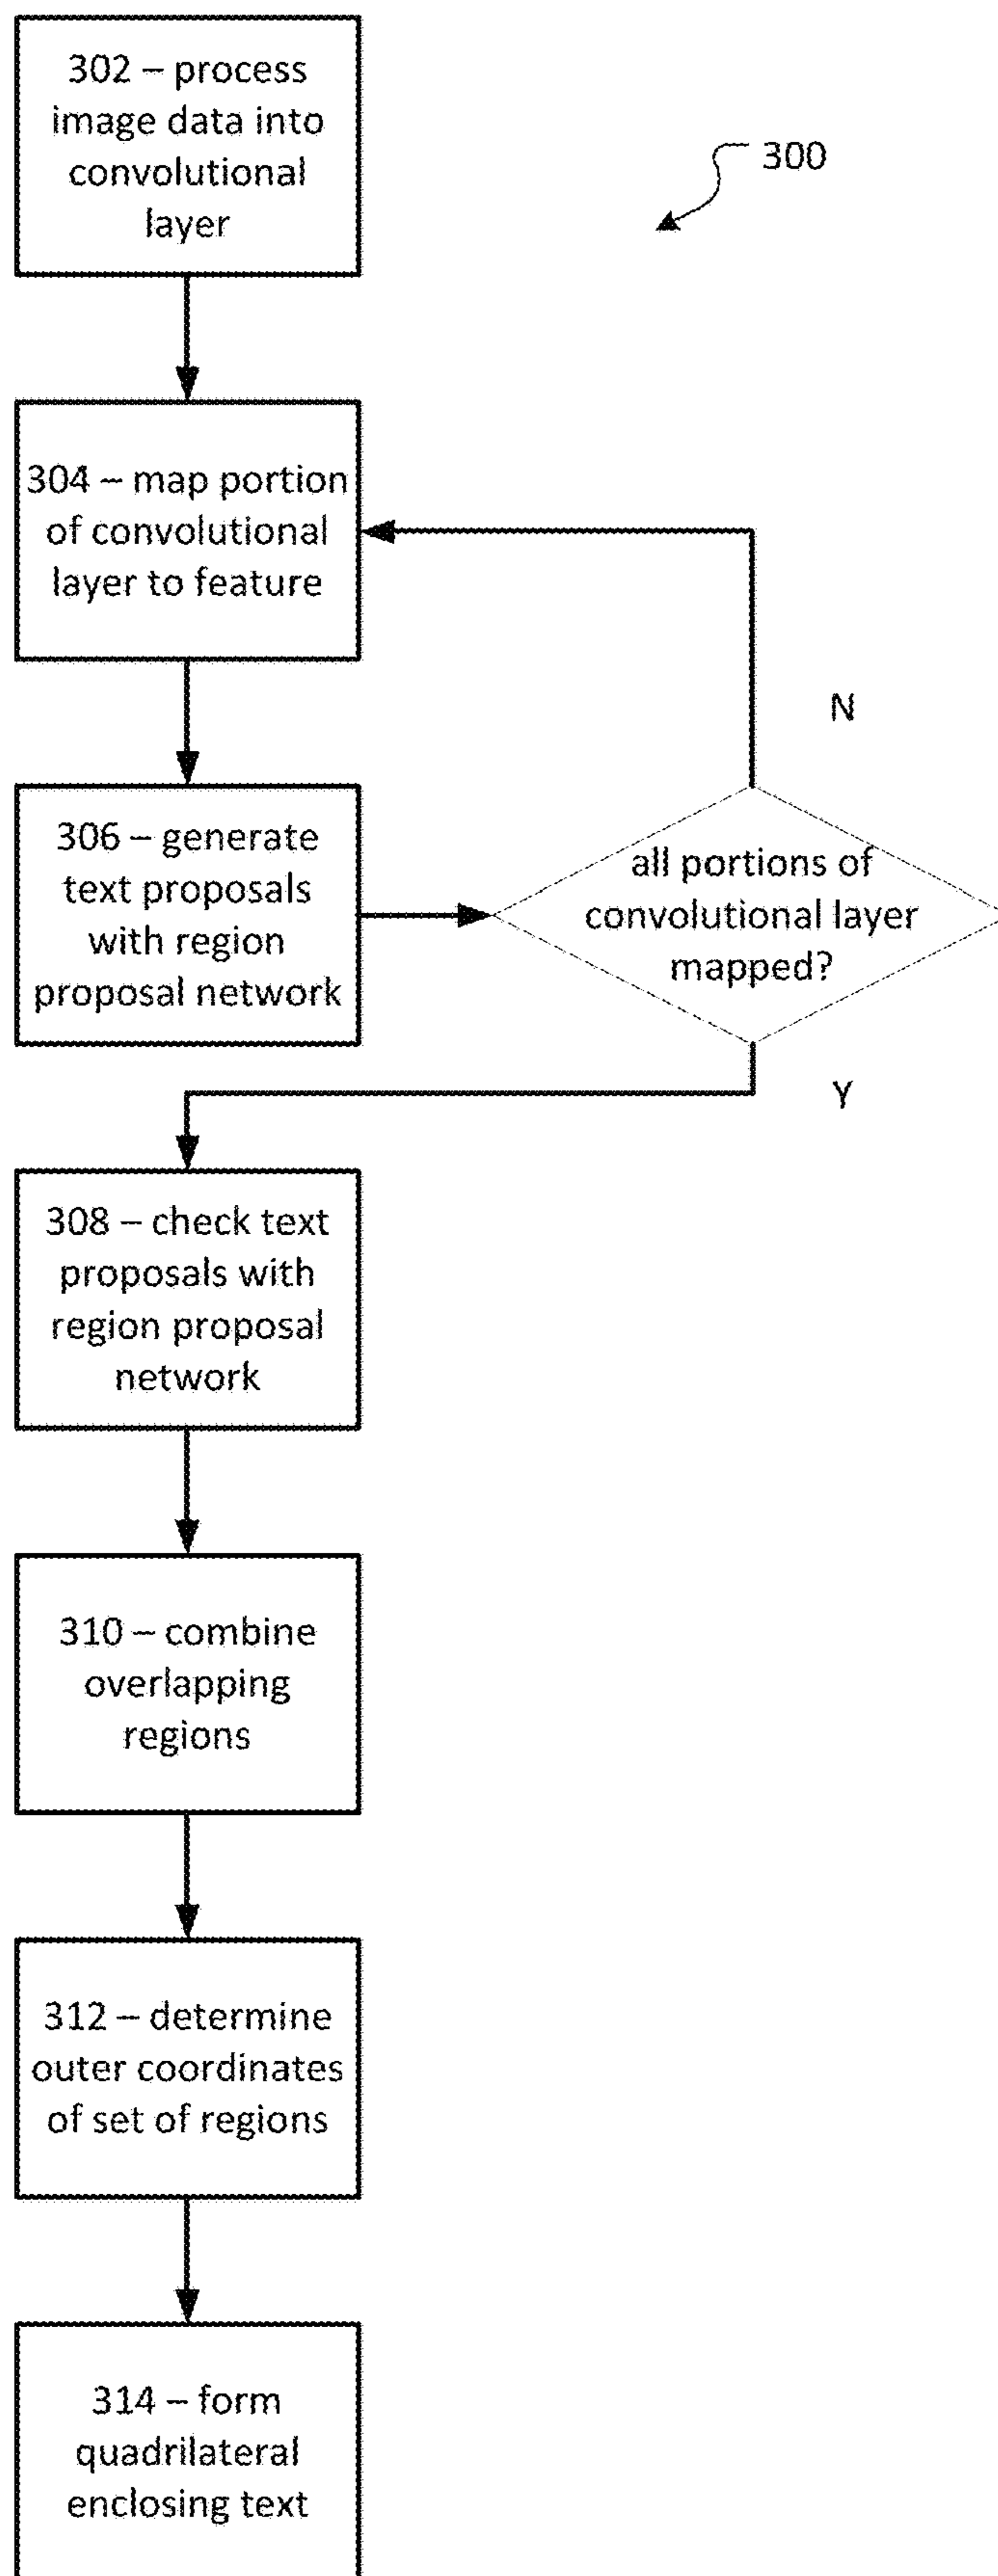 302 – process
image data into
convolutional
layer
300
304 – map portion
of convolutional
layer to feature
N
306 – generate
text proposals
with region
proposal network
all portions of
convolutional layer
mapped?
Y
308 – check text
proposals with
region proposal
network
310 – combine
overlapping
regions
312 – determine
outer coordinates
of set of regions
314 – form
quadrilateral
enclosing text